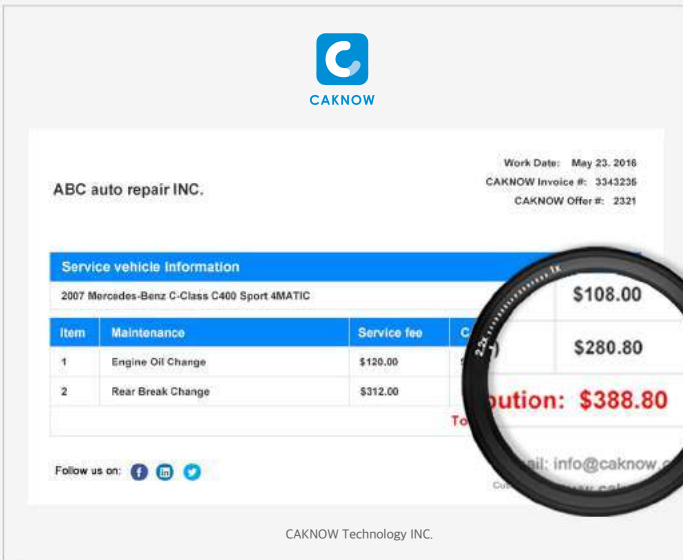 CAKNOW
ABC auto repair INC.
Work Date: May 23. 2016
CAKNOW Invoice #: 3343235
CAKNOW Offer #: 2321
Service vehicle Information
2007 Mercedes-Benz C-Class C400 Sport 4MATIC
$108.00
Item Maintenance Service fee C
1 Engine Oil Change $120.00
$280.80
2 Rear Break Change $312.00
To bution: $388.80
Follow us on:
ail: info@caknow.
CAKNOW Technology INC.